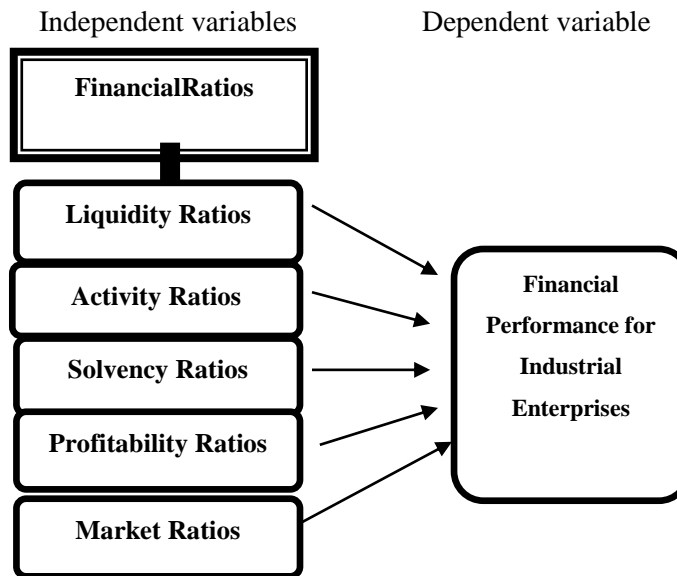 Independent variables
Dependent variable
FinancialRatios
Liquidity Ratios
Activity Ratios
Solvency Ratios
Profitability Ratios
Market Ratios
Financial
Performance for
Industrial
Enterprises